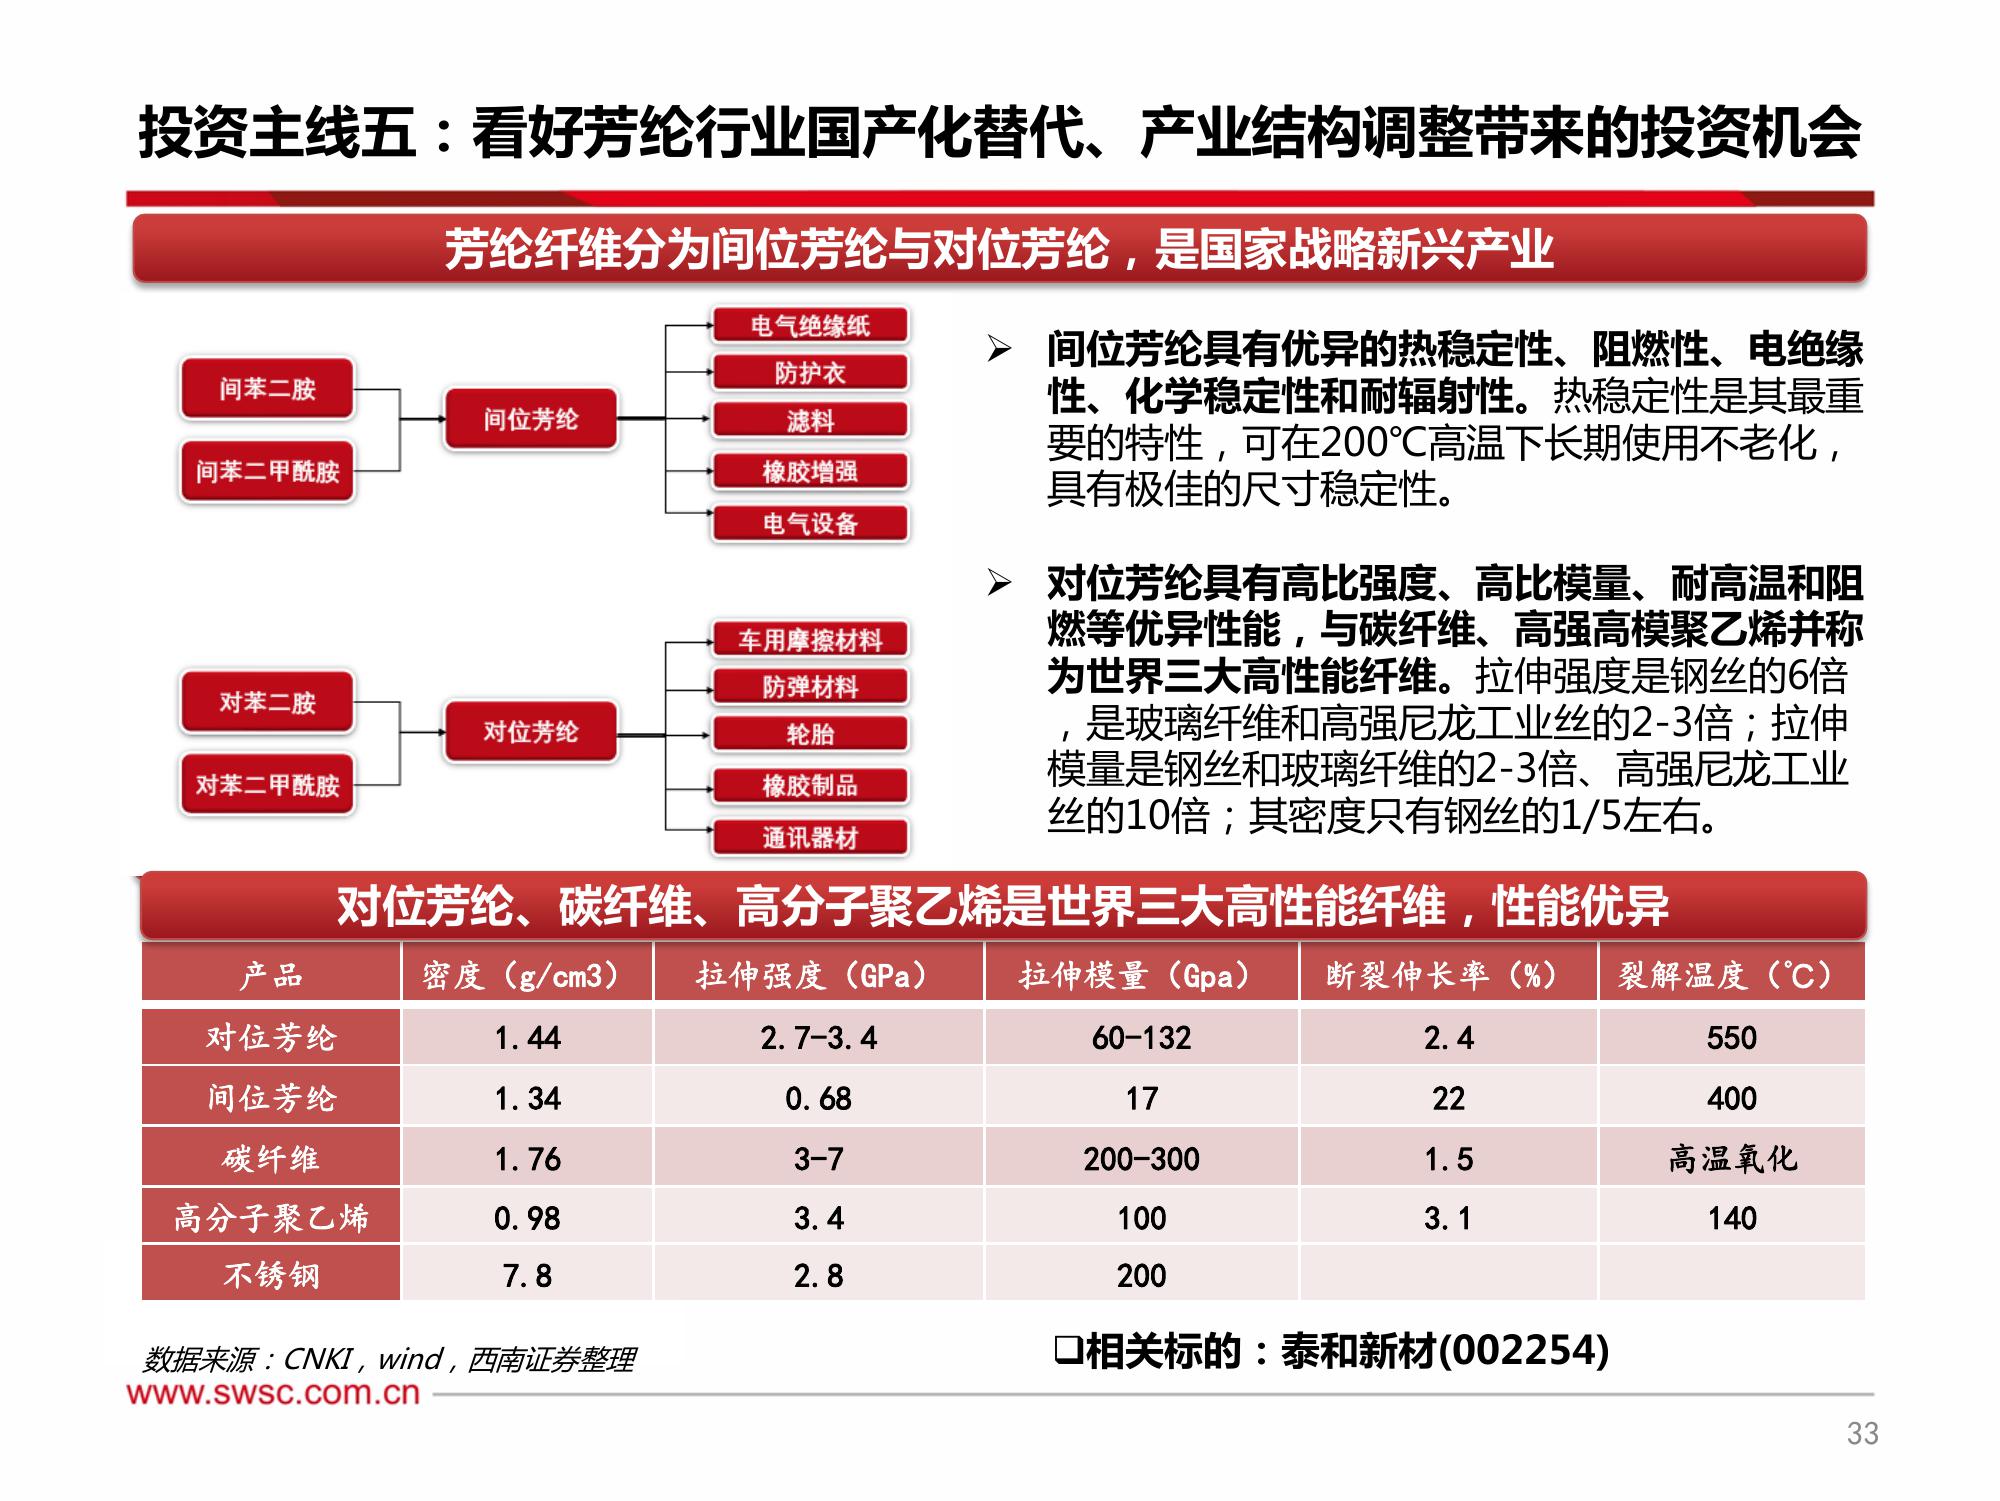 投资主线五：看好芳纶行业国产化替代、产业结构调整带来的投资机会
芳纶纤维分为间位芳纶与对位芳纶，是国家战略新兴产业
间苯二胺
间苯二甲酰胺
间位芳纶
电气绝缘纸
防护衣
滤料
橡胶增强
电气设备
对苯二胺
对苯二甲酰胺
对位芳纶
车用摩擦材料
防弹材料
轮胎
橡胶制品
通讯器材
➢ 间位芳纶具有优异的热稳定性、阻燃性、电绝缘
性、化学稳定性和耐辐射性。热稳定性是其最重
要的特性，可在200℃高温下长期使用不老化，
具有极佳的尺寸稳定性。
➢ 对位芳纶具有高比强度、高比模量、耐高温和阻
燃等优异性能，与碳纤维、高强高模聚乙烯并称
为世界三大高性能纤维。拉伸强度是钢丝的6倍
，是玻璃纤维和高强尼龙工业丝的2-3倍；拉伸
模量是钢丝和玻璃纤维的2-3倍、高强尼龙工业
丝的10倍；其密度只有钢丝的1/5左右。
对位芳纶、碳纤维、高分子聚乙烯是世界三大高性能纤维，性能优异
产品 密度（g/cm3） 拉伸强度（GPa） 拉伸模量（Gpa） 断裂伸长率（%） 裂解温度（℃）
对位芳纶 1.44 2.7-3.4 60-132 2.4 550
间位芳纶 1.34 0.68 17 22 400
碳纤维 1.76 3-7 200-300 1.5 高温氧化
高分子聚乙烯 0.98 3.4 100 3.1 140
不锈钢 7.8 2.8 200
数据来源：CNKI，wind，西南证券整理
❑相关标的：泰和新材(002254)
www.swsc.com.cn
33